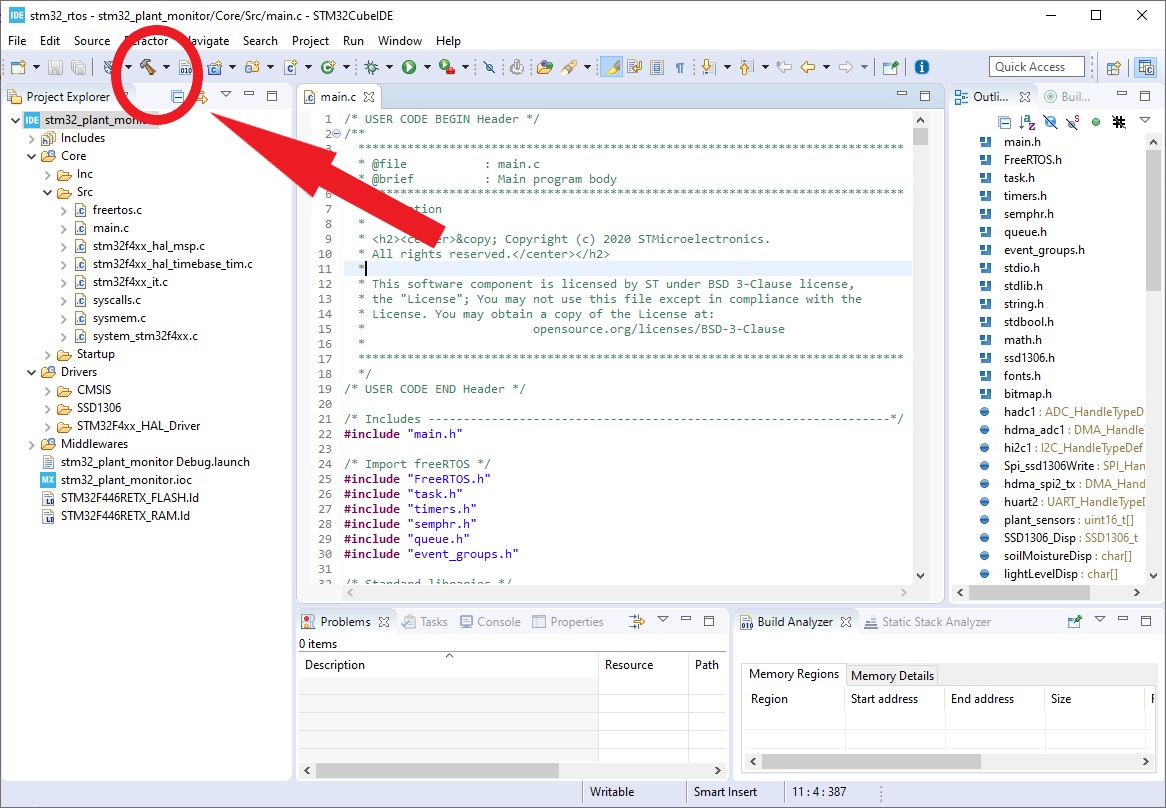 IDE stm32_rtos - stm32_plant_monitor/Core/Src/main.c - STM32CubeIDE
File Edit Source Refactor Navigate Search Project Run Window Help
Quick Access
Project Explorer
IDE stm32_plant_monitor
Includes
Core
Inc
Src
freertos.c
main.c
stm32f4xx_hal_msp.c
stm32f4xx_hal_timebase_tim.c
stm32f4xx_it.c
syscalls.c
sysmem.c
system_stm32f4xx.c
Startup
Drivers
CMSIS
SSD1306
STM32F4xx_HAL_Driver
Middlewares
stm32_plant_monitor Debug.launch
MX stm32_plant_monitor.ioc
STM32F446RETX_FLASH.ld
STM32F446RETX_RAM.ld
main.c
1 /* USER CODE BEGIN Header */
2 /**
3 ******************************************************************************
4 * @file : main.c
5 * @brief : Main program body
6 ******************************************************************************
7 tion
8 *
9 * <h2><center>&copy; Copyright (c) 2020 STMicroelectronics.
10 * All rights reserved.</center></h2>
11 *
12 * This software component is licensed by ST under BSD 3-Clause license,
13 * the "License"; You may not use this file except in compliance with the
14 * License. You may obtain a copy of the License at:
15 * opensource.org/licenses/BSD-3-Clause
16 *
17 ******************************************************************************
18 */
19 /* USER CODE END Header */
20
21 /* Includes ------------------------------------------------------------------*/
22 #include "main.h"
23
24 /* Import freeRTOS */
25 #include "FreeRTOS.h"
26 #include "task.h"
27 #include "timers.h"
28 #include "semphr.h"
29 #include "queue.h"
30 #include "event_groups.h"
31
32 /* Standard libraries */
Outli... Buil...
main.h
FreeRTOS.h
task.h
timers.h
semphr.h
queue.h
event_groups.h
stdio.h
stdlib.h
string.h
stdbool.h
math.h
ssd1306.h
fonts.h
bitmap.h
hadc1 : ADC_HandleTypeD
hdma_adc1 : DMA_Handle
hi2c1 : I2C_HandleTypeDef
Spi_ssd1306Write : SPI_Han
hdma_spi2_tx : DMA_Hand
huart2 : UART_HandleTypeD
plant_sensors : uint16_t[]
SSD1306_Disp : SSD1306_t
soilMoistureDisp : char[]
lightLevelDisp : char[]
Problems Tasks Console Properties
0 items
Description Resource Path
Build Analyzer Static Stack Analyzer
Memory Regions Memory Details
Region Start address End address Size
Writable Smart Insert 11 : 4 : 387